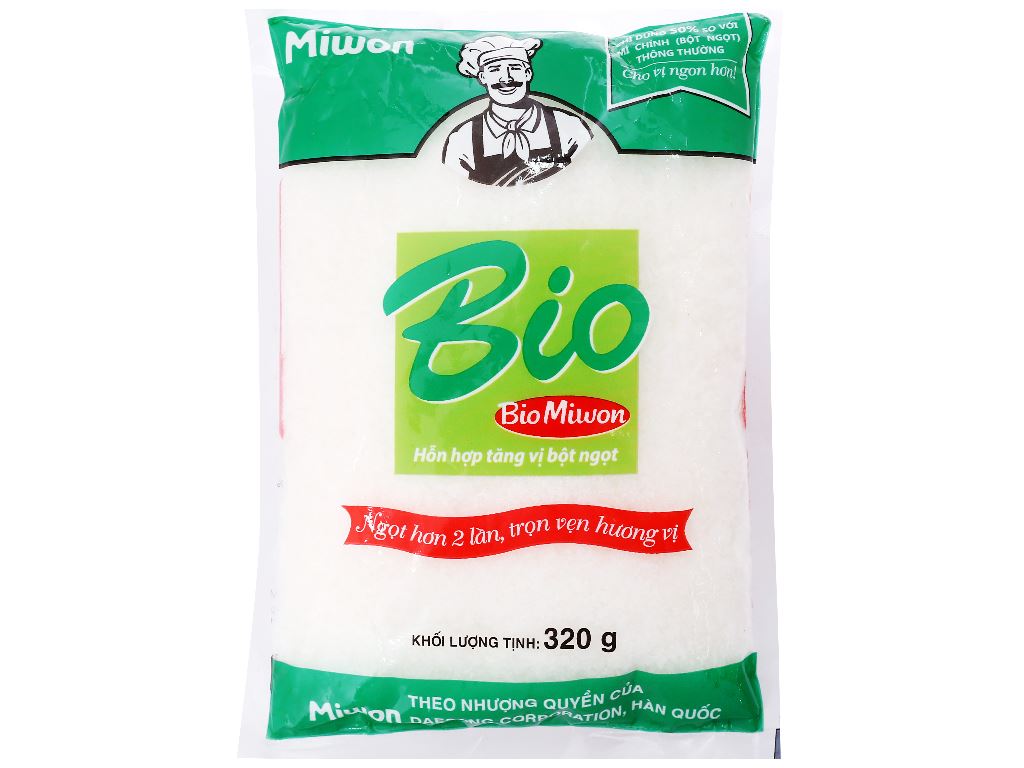 Miwon
CHỈ DÙNG 50% SO VỚI
MÌ CHÍNH (BỘT NGỌT)
THÔNG THƯỜNG
Cho vị ngon hơn!
Bio
Bio Miwon
Hỗn hợp tăng vị bột ngọt
Ngọt hơn 2 lần, trọn vẹn hương vị
KHỐI LƯỢNG TỊNH: 320 g
Miwon
THEO NHƯỢNG QUYỀN CỦA
DAESANG CORPORATION, HÀN QUỐC